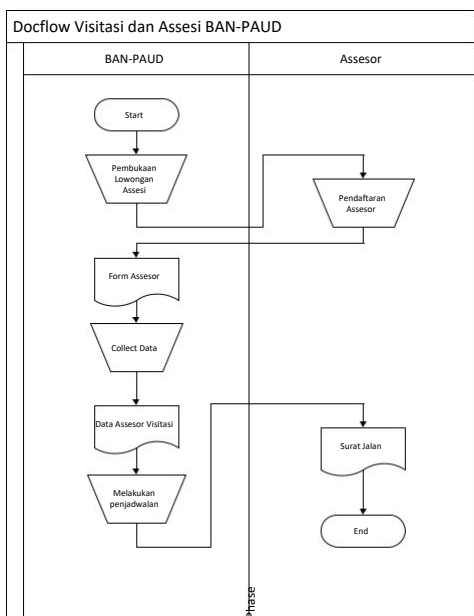 Docflow Visitasi dan Assesi BAN-PAUD
BAN-PAUD
Assesor
Start
Pembukaan
Lowongan
Assesi
Pendaftaran
Assesor
Form Assesor
Collect Data
Data Assesor Visitasi
Surat Jalan
Melakukan
penjadwalan
End
Phase